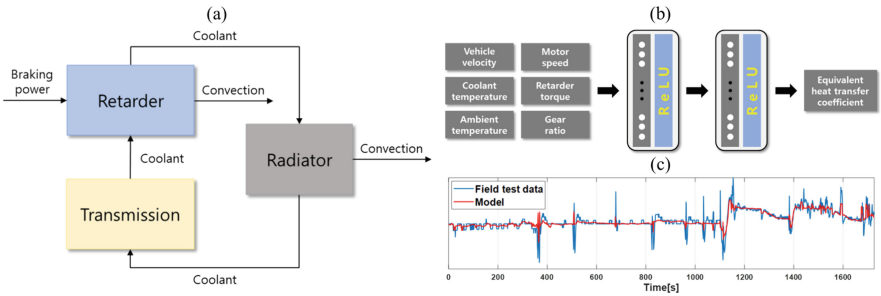 (a)
Coolant
Braking
power
Retarder
Convection
Coolant
Radiator
Convection
Transmission
Coolant
(b)
Vehicle
velocity
Motor
speed
Coolant
temperature
Retarder
torque
Ambient
temperature
Gear
ratio
ReLU
ReLU
Equivalent
heat transfer
coefficient
(c)
Field test data
Model
0 200 400 600 800 1000 1200 1400 1600
Time[s]